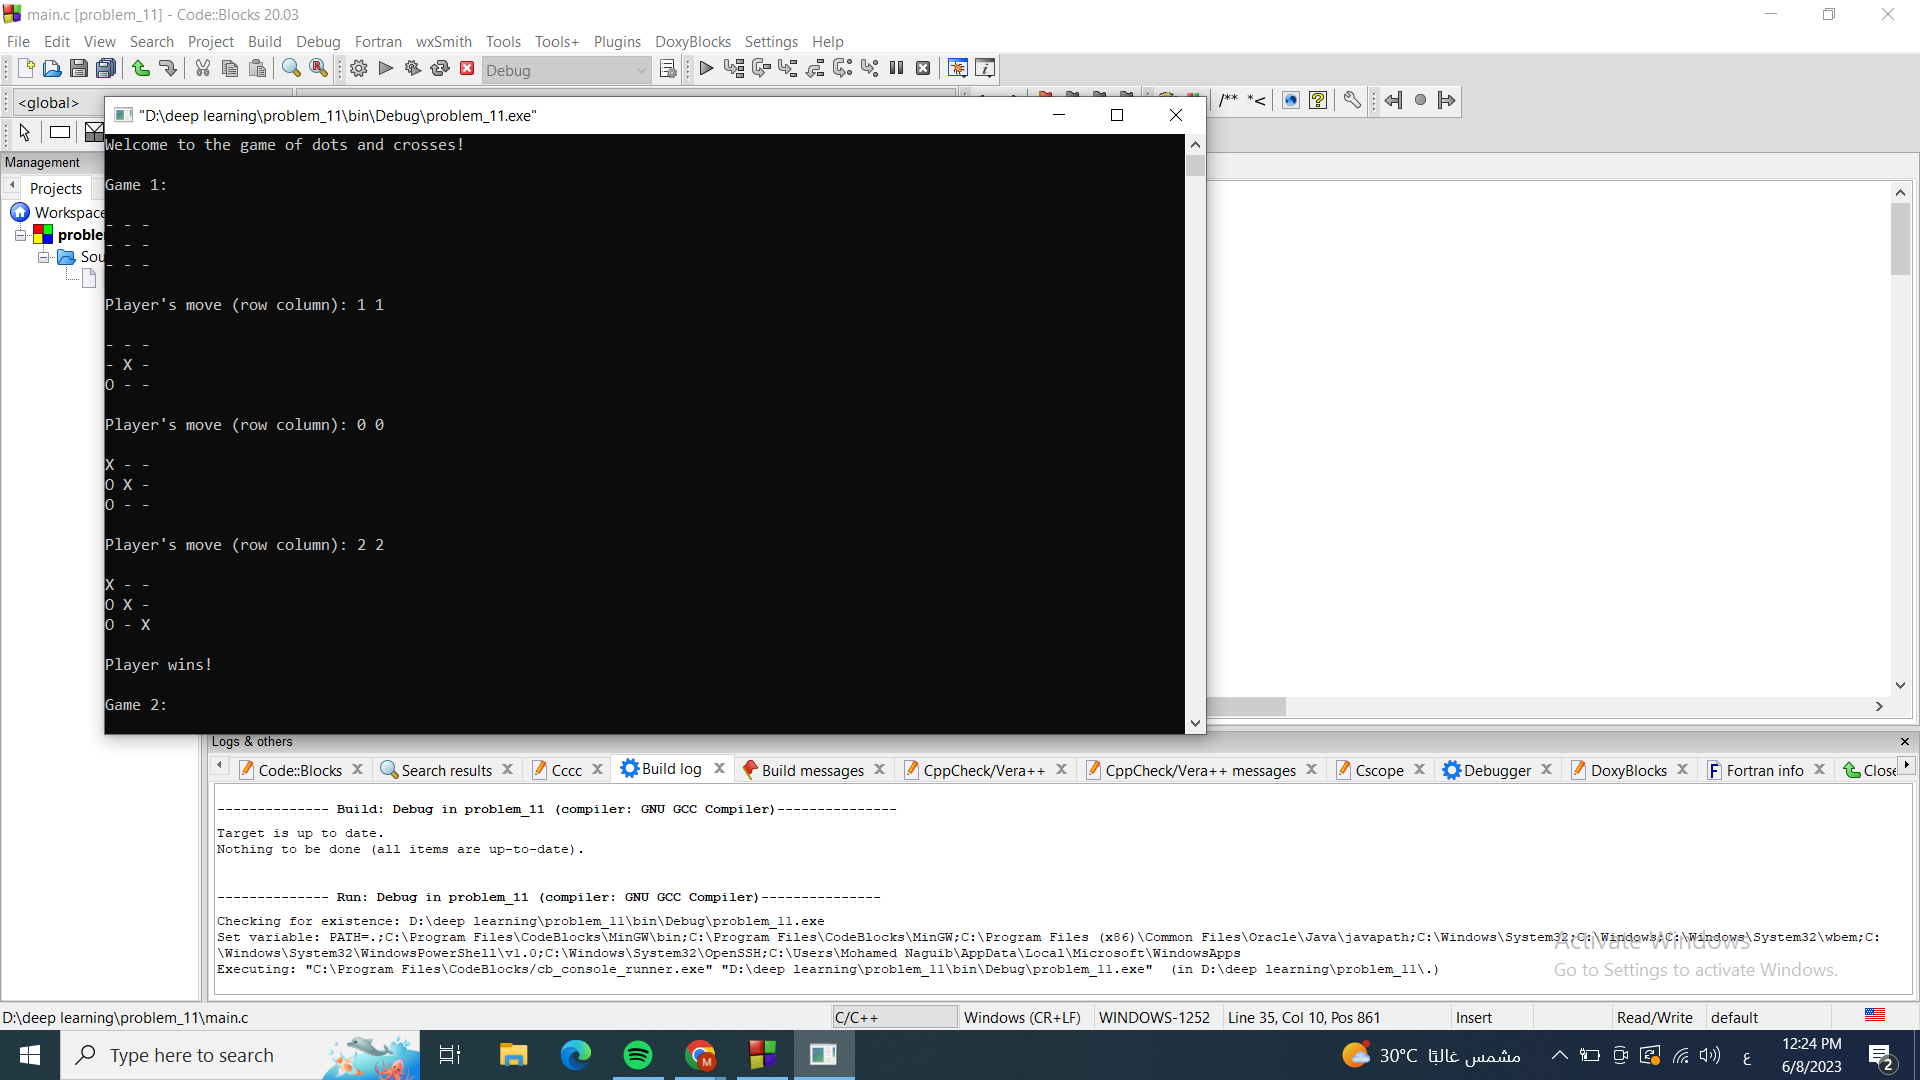 main.c [problem_11] - Code::Blocks 20.03
File Edit View Search Project Build Debug Fortran wxSmith Tools Tools+ Plugins DoxyBlocks Settings Help
Debug
<global>
/** *<
"D:\deep learning\problem_11\bin\Debug\problem_11.exe"
Management
Projects
Workspace
proble
Sou
Welcome to the game of dots and crosses!
Game 1:
- - -
- - -
- - -
Player's move (row column): 1 1
- - -
- X -
O - -
Player's move (row column): 0 0
X - -
O X -
O - -
Player's move (row column): 2 2
X - -
O X -
O - X
Player wins!
Game 2:
Logs & others
Code::Blocks Search results Cccc Build log Build messages CppCheck/Vera++ CppCheck/Vera++ messages Cscope Debugger DoxyBlocks Fortran info Close
-------------- Build: Debug in problem_11 (compiler: GNU GCC Compiler)---------------
Target is up to date.
Nothing to be done (all items are up-to-date).
-------------- Run: Debug in problem_11 (compiler: GNU GCC Compiler)---------------
Checking for existence: D:\deep learning\problem_11\bin\Debug\problem_11.exe
Set variable: PATH=.;C:\Program Files\CodeBlocks\MinGW\bin;C:\Program Files\CodeBlocks\MinGW;C:\Program Files (x86)\Common Files\Oracle\Java\javapath;C:\Windows\System32;C:\Windows;C:\Windows\System32\wbem;C:
\Windows\System32\WindowsPowerShell\v1.0;C:\Windows\System32\OpenSSH;C:\Users\Mohamed Naguib\AppData\Local\Microsoft\WindowsApps
Executing: "C:\Program Files\CodeBlocks/cb_console_runner.exe" "D:\deep learning\problem_11\bin\Debug\problem_11.exe" (in D:\deep learning\problem_11\.)
Activate Windows
Go to Settings to activate Windows.
D:\deep learning\problem_11\main.c C/C++ Windows (CR+LF) WINDOWS-1252 Line 35, Col 10, Pos 861 Insert Read/Write default
Type here to search
30°C مشمس غالبًا
ع
12:24 PM
6/8/2023
2